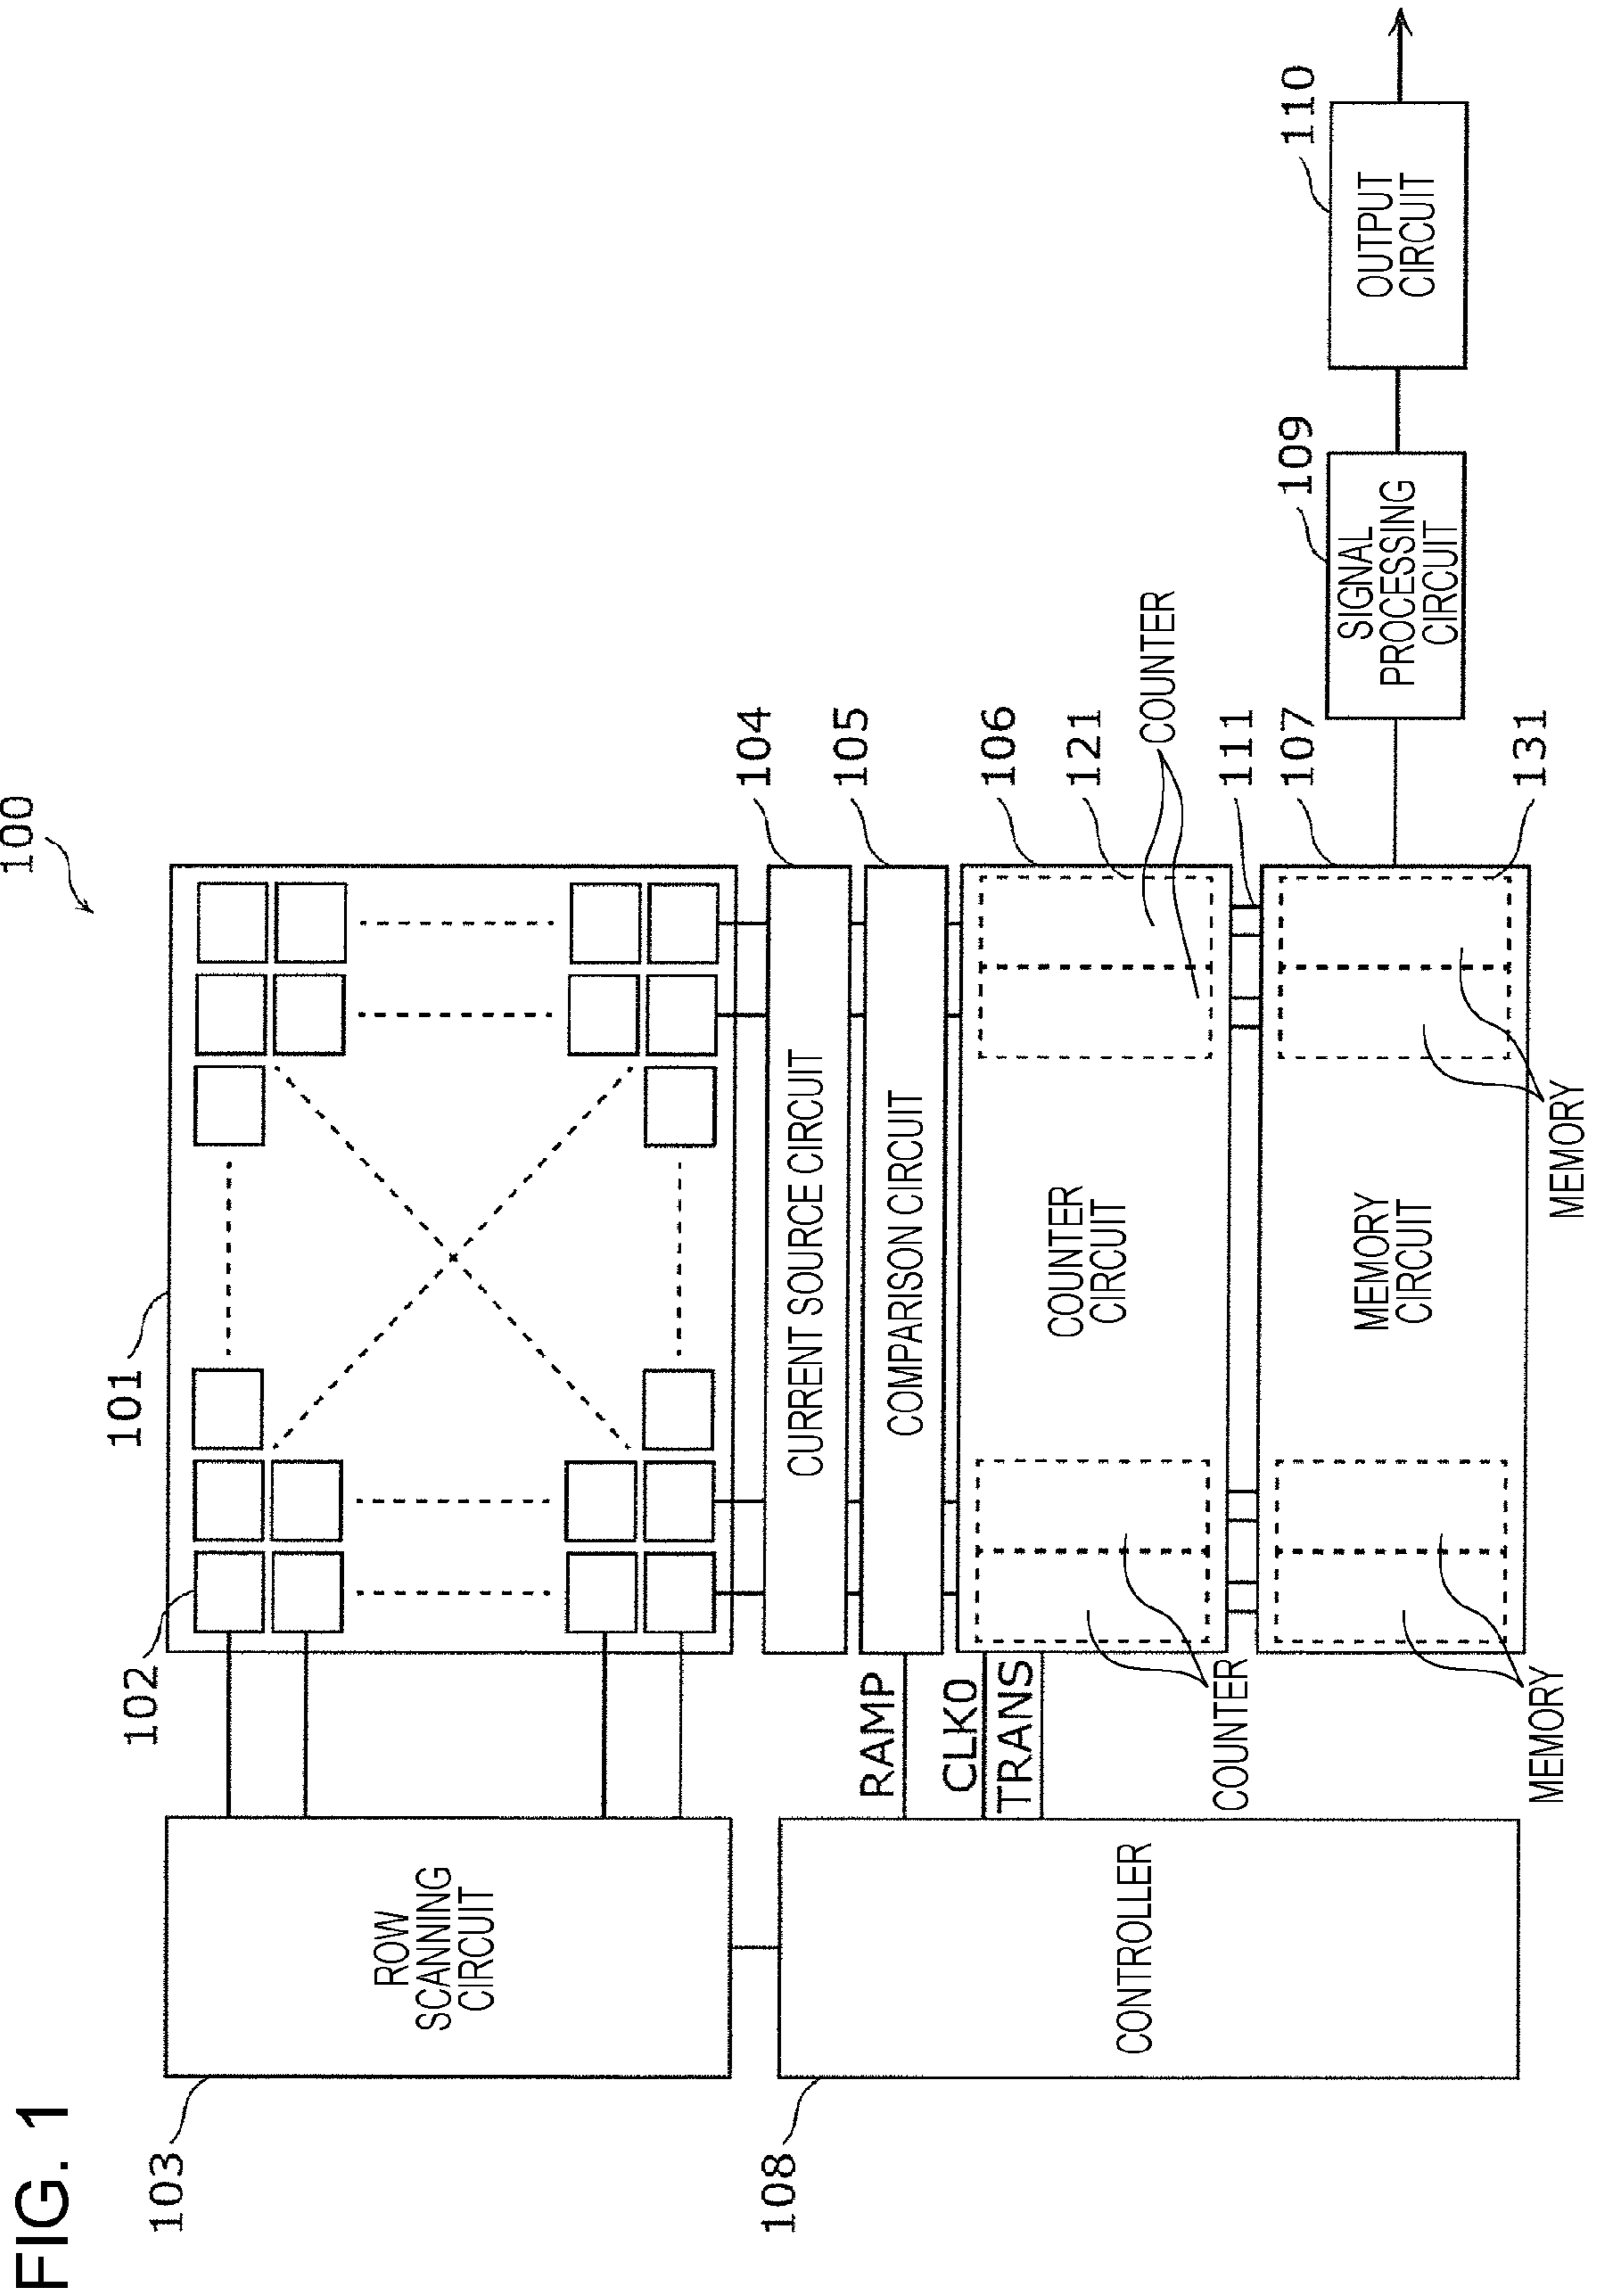 FIG. 1
100
101
102
103
ROW
SCANNING
CIRCUIT
104
CURRENT SOURCE CIRCUIT
105
COMPARISON CIRCUIT
RAMP
CLK0
TRANS
106
121
COUNTER
COUNTER
CIRCUIT
COUNTER
111
107
MEMORY
CIRCUIT
131
MEMORY
MEMORY
108
CONTROLLER
109
SIGNAL
PROCESSING
CIRCUIT
110
OUTPUT
CIRCUIT